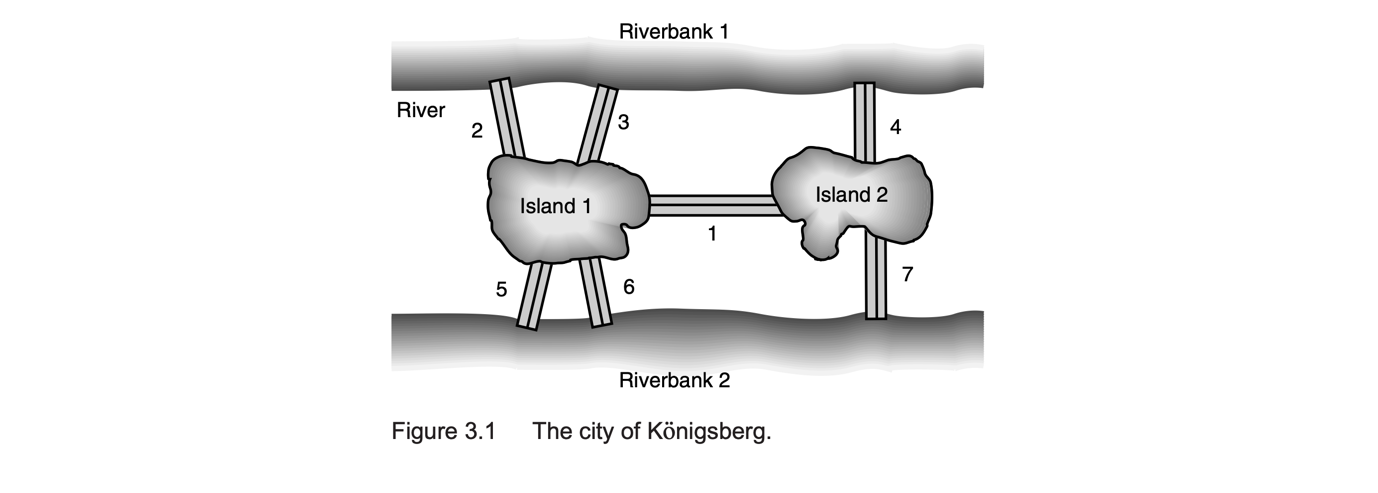 Riverbank 1
River
2
3
4
Island 1
Island 2
1
5
6
7
Riverbank 2
Figure 3.1 The city of Königsberg.